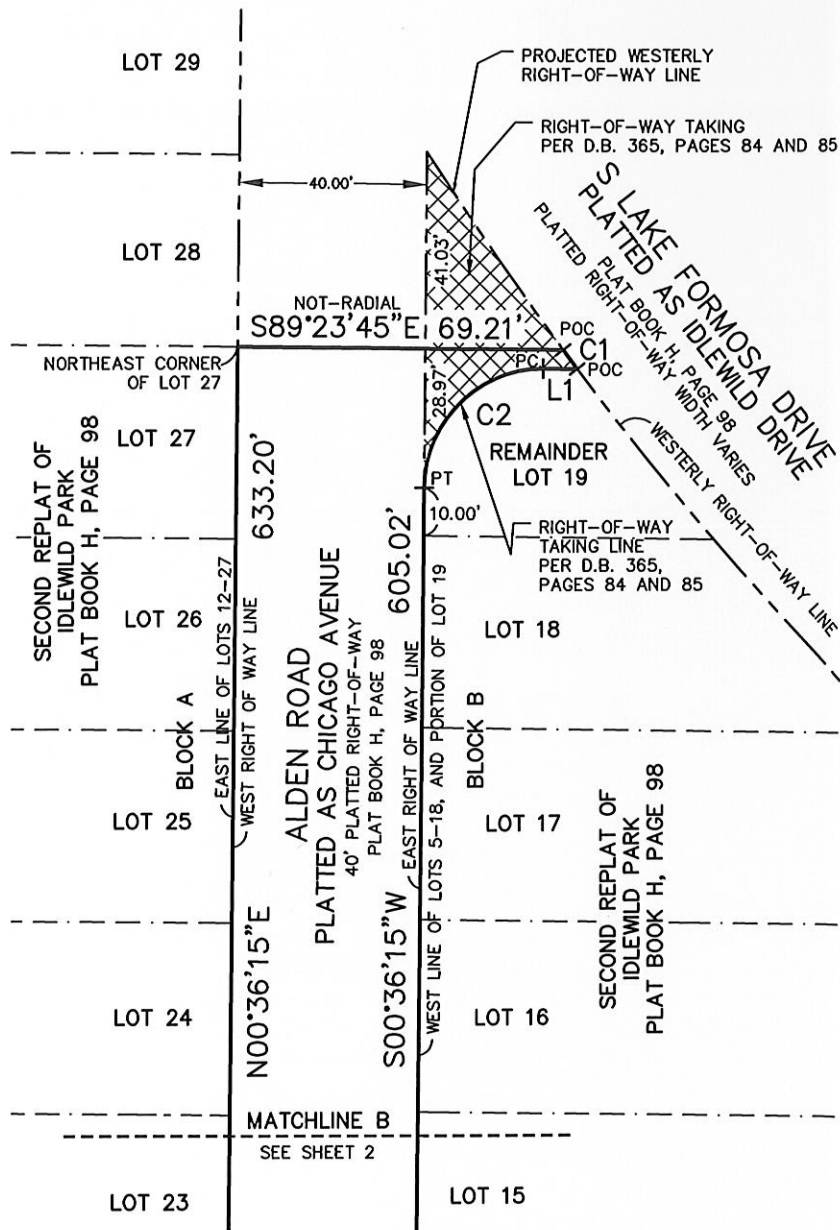 LOT 29
PROJECTED WESTERLY
RIGHT-OF-WAY LINE
RIGHT-OF-WAY TAKING
PER D.B. 365, PAGES 84 AND 85
40.00'
LOT 28
41.03'
S LAKE FORMOSA DRIVE
PLATTED AS IDLEWILD DRIVE
PLAT BOOK H, PAGE 98
PLATTED RIGHT-OF-WAY WIDTH VARIES
NOT-RADIAL
S89°23'45"E 69.21'
POC
C1
NORTHEAST CORNER
OF LOT 27
PC
L1
POC
28.97'
C2
LOT 27
REMAINDER
LOT 19
WESTERLY RIGHT-OF-WAY LINE
PT
10.00'
633.20'
605.02'
RIGHT-OF-WAY
TAKING LINE
PER D.B. 365,
PAGES 84 AND 85
SECOND REPLAT OF
IDLEWILD PARK
PLAT BOOK H, PAGE 98
LOT 26
LOT 18
BLOCK A
EAST LINE OF LOTS 12-27
WEST RIGHT OF WAY LINE
ALDEN ROAD
PLATTED AS CHICAGO AVENUE
40' PLATTED RIGHT-OF-WAY
PLAT BOOK H, PAGE 98
EAST RIGHT OF WAY LINE
WEST LINE OF LOTS 5-18, AND PORTION OF LOT 19
BLOCK B
LOT 25
LOT 17
SECOND REPLAT OF
IDLEWILD PARK
PLAT BOOK H, PAGE 98
N00°36'15"E
S00°36'15"W
LOT 24
LOT 16
MATCHLINE B
SEE SHEET 2
LOT 23
LOT 15